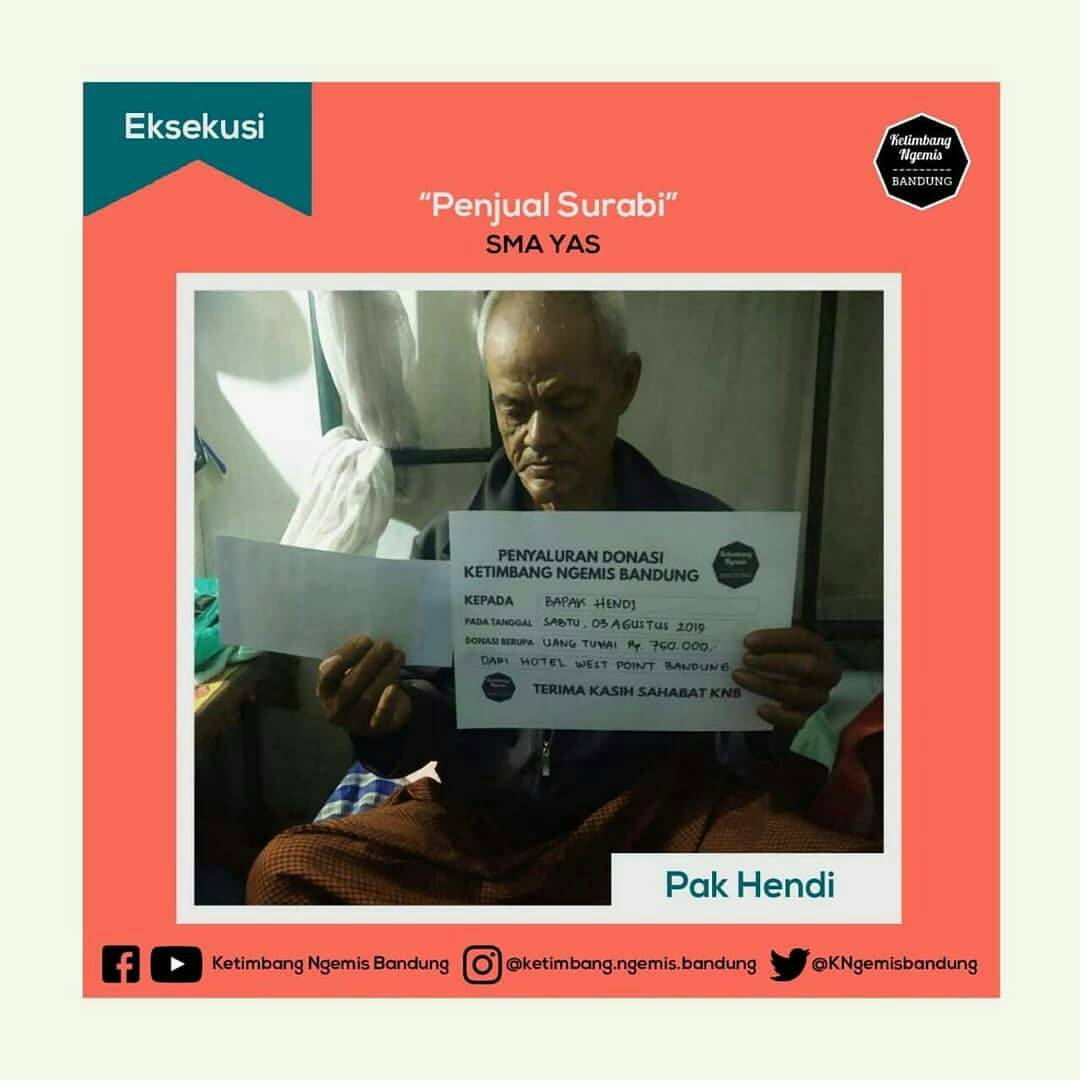 Eksekusi
Ketimbang
Ngemis
BANDUNG
“Penjual Surabi”
SMA YAS
PENYALURAN DONASI
KETIMBANG NGEMIS BANDUNG
Ketimbang
Ngemis
KEPADA BAPAK HENDI
PADA TANGGAL SABTU, 03 AGUSTUS 2019
DONASI BERUPA UANG TUNAI Rp 750.000,-
DARI HOTEL WEST POINT BANDUNG
TERIMA KASIH SAHABAT KNB
Pak Hendi
Ketimbang Ngemis Bandung @ketimbang.ngemis.bandung @KNgemisbandung